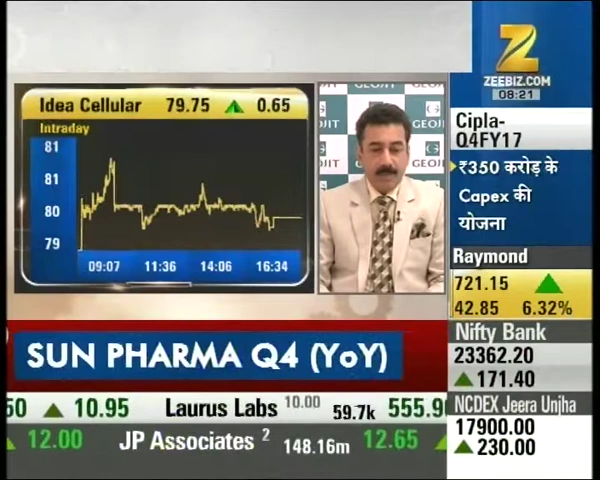 ZEEBIZ.COM
08:21
Idea Cellular 79.75 0.65
Intraday
81
81
80
79
09:07 11:36 14:06 16:34
GEOJIT
GEOJIT
Cipla-
Q4FY17
₹350 करोड़ के
Capex की
योजना
Raymond
721.15
42.85 6.32%
Nifty Bank
23362.20
171.40
NCDEX Jeera Unjha
17900.00
230.00
SUN PHARMA Q4 (YoY)
50 10.95 Laurus Labs 10.00 59.7k 555.9
12.00 JP Associates 2 148.16m 12.65